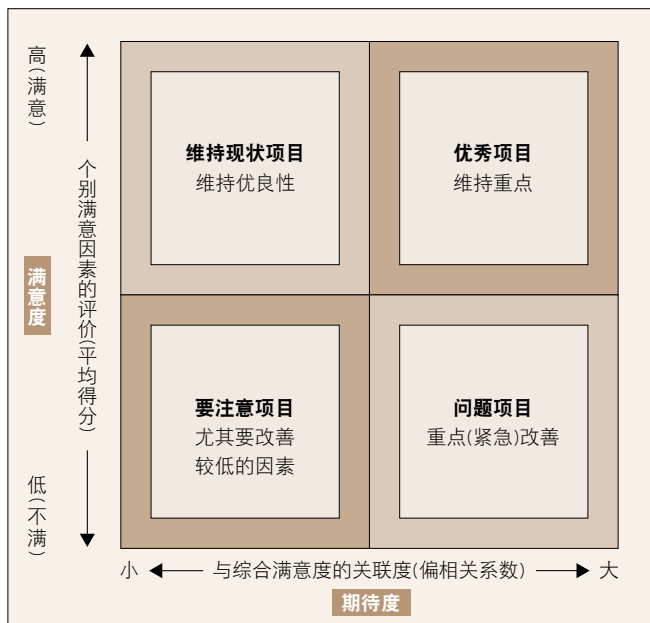 高(满意)
个别满意因素的评价(平均得分)
满意度
低(不满)
维持现状项目
维持优良性
优秀项目
维持重点
要注意项目
尤其要改善
较低的因素
问题项目
重点(紧急)改善
小
与综合满意度的关联度(偏相关系数)
大
期待度